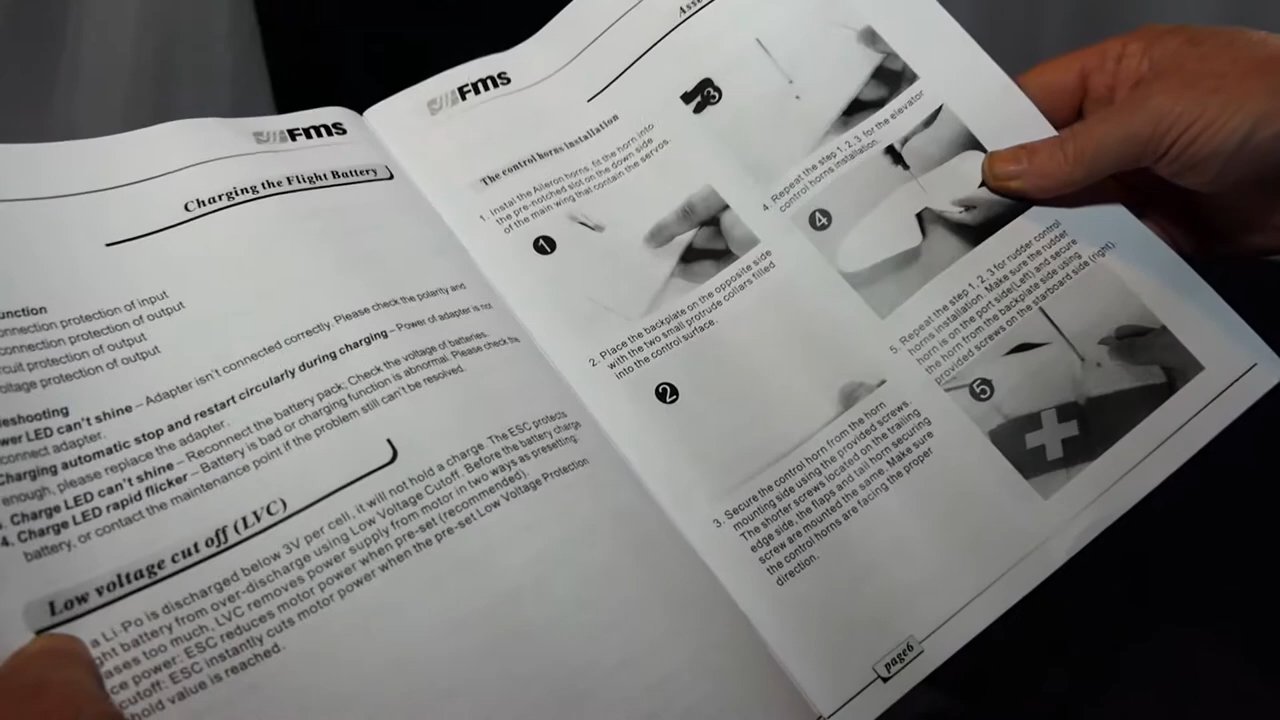 FMS
Charging the Flight Battery
unction
onnection protection of input
connection protection of output
rcuit protection of output
oltage protection of output
leshooting
wer LED can't shine – Adapter isn't connected correctly. Please check the polarity and
connect adapter.
Charging automatic stop and restart circularly during charging – Power of adapter is not
enough, please replace the adapter.
Charge LED can't shine – Reconnect the battery pack; Check the voltage of batteries.
4. Charge LED rapid flicker – Battery is bad or charging function is abnormal. Please check the
battery, or contact the maintenance point if the problem still can't be resolved.
Low voltage cut off (LVC)
a Li-Po is discharged below 3V per cell, it will not hold a charge. The ESC protects
ght battery from over-discharge using Low Voltage Cutoff. Before the battery charge
ases too much, LVC removes power supply from motor in two ways as presetting:
ce power: ESC reduces motor power when pre-set (recommended).
cutoff: ESC instantly cuts motor power when the pre-set Low Voltage Protection
hold value is reached.
FMS
Asse
The control horns installation
1. Instal the Aileron horns, fit the horn into
the pre-notched slot on the down side
of the main wing that contain the servos.
1
2. Place the backplate on the opposite side
with the two small protrude collars filled
into the control surface.
2
3. Secure the control horn from the horn
mounting side using the provided screws.
The shorter screws located on the trailing
edge side, the flaps and tail horn securing
screw are mounted the same. Make sure
the control horns are facing the proper
direction.
3
4. Repeat the step 1, 2, 3, for the elevator
control horns installation.
4
5. Repeat the step 1, 2, 3 for rudder control
horns installation. Make sure the rudder
horn is on the port side(Left) and secure
the horn from the backplate side using
provided screws on the starboard side (right).
5
page6